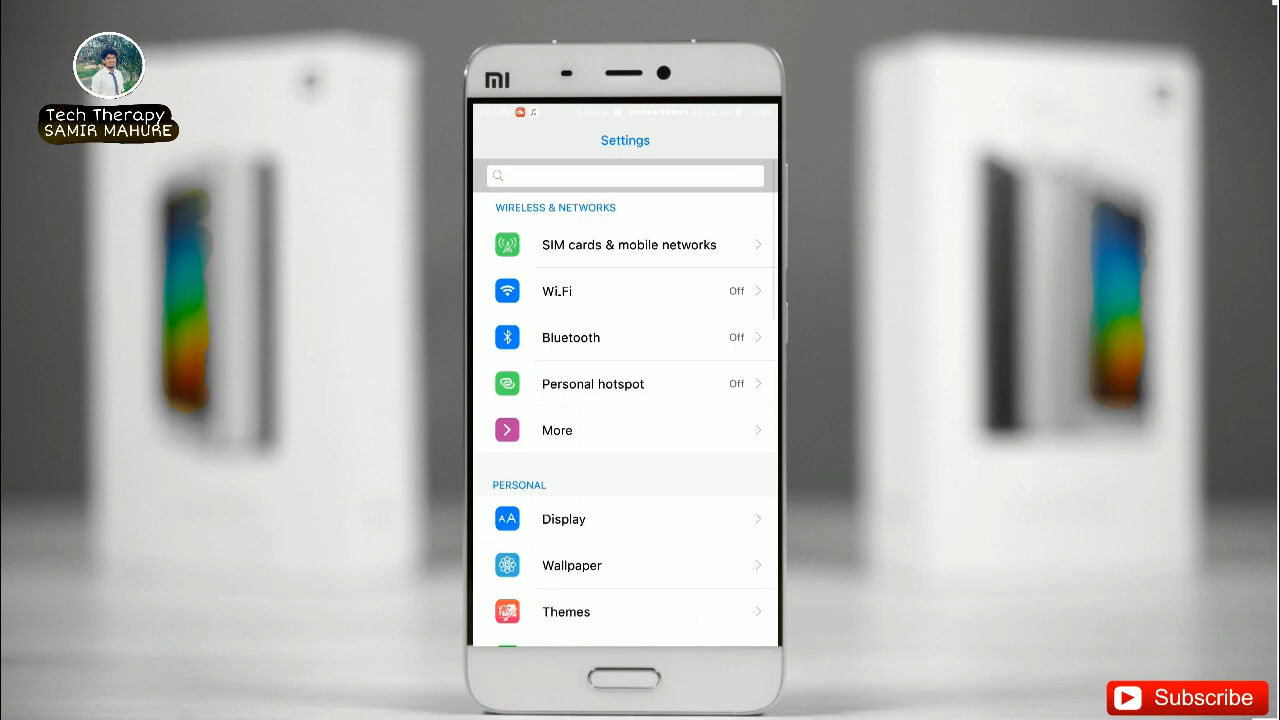 Tech Therapy
SAMIR MAHURE
MI
Settings
WIRELESS & NETWORKS
SIM cards & mobile networks
Wi-Fi Off
Bluetooth Off
Personal hotspot Off
More
PERSONAL
AA Display
Wallpaper
Themes
Subscribe